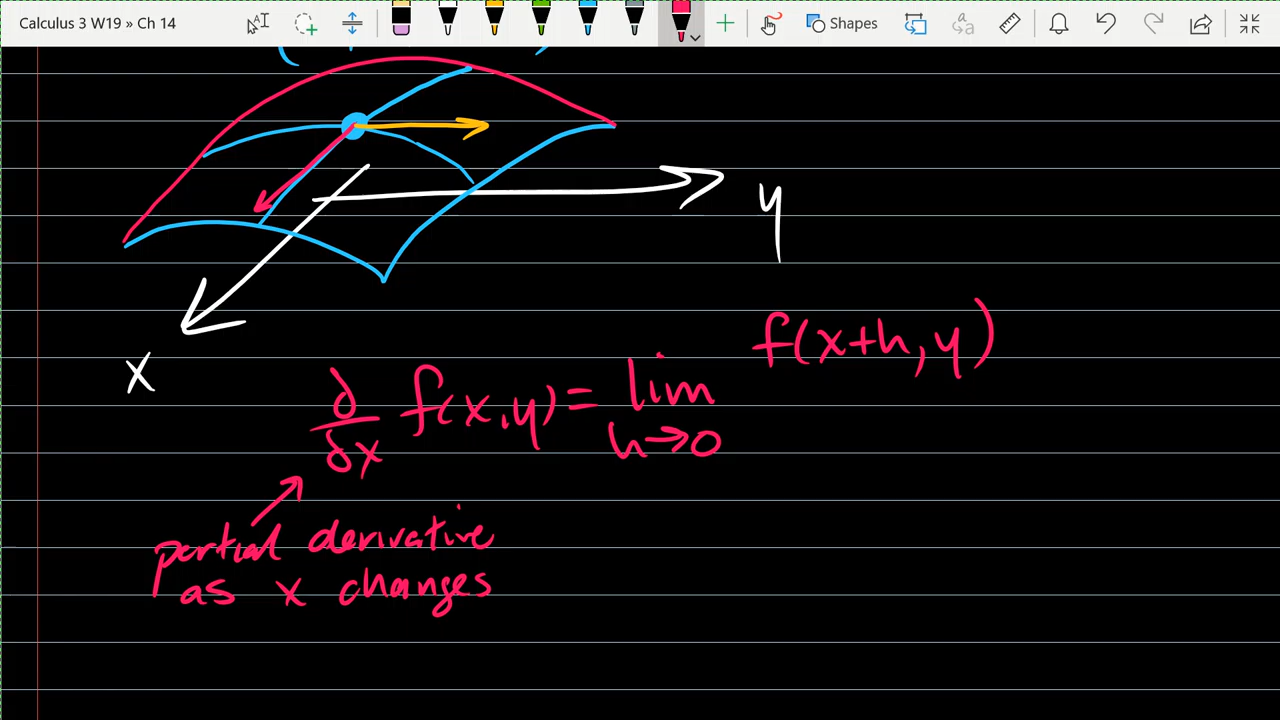 Calculus 3 W19 » Ch 14
Shapes
y
x
f(x+h,y)
∂/∂x f(x,y) = lim h→0
partial derivative
as x changes